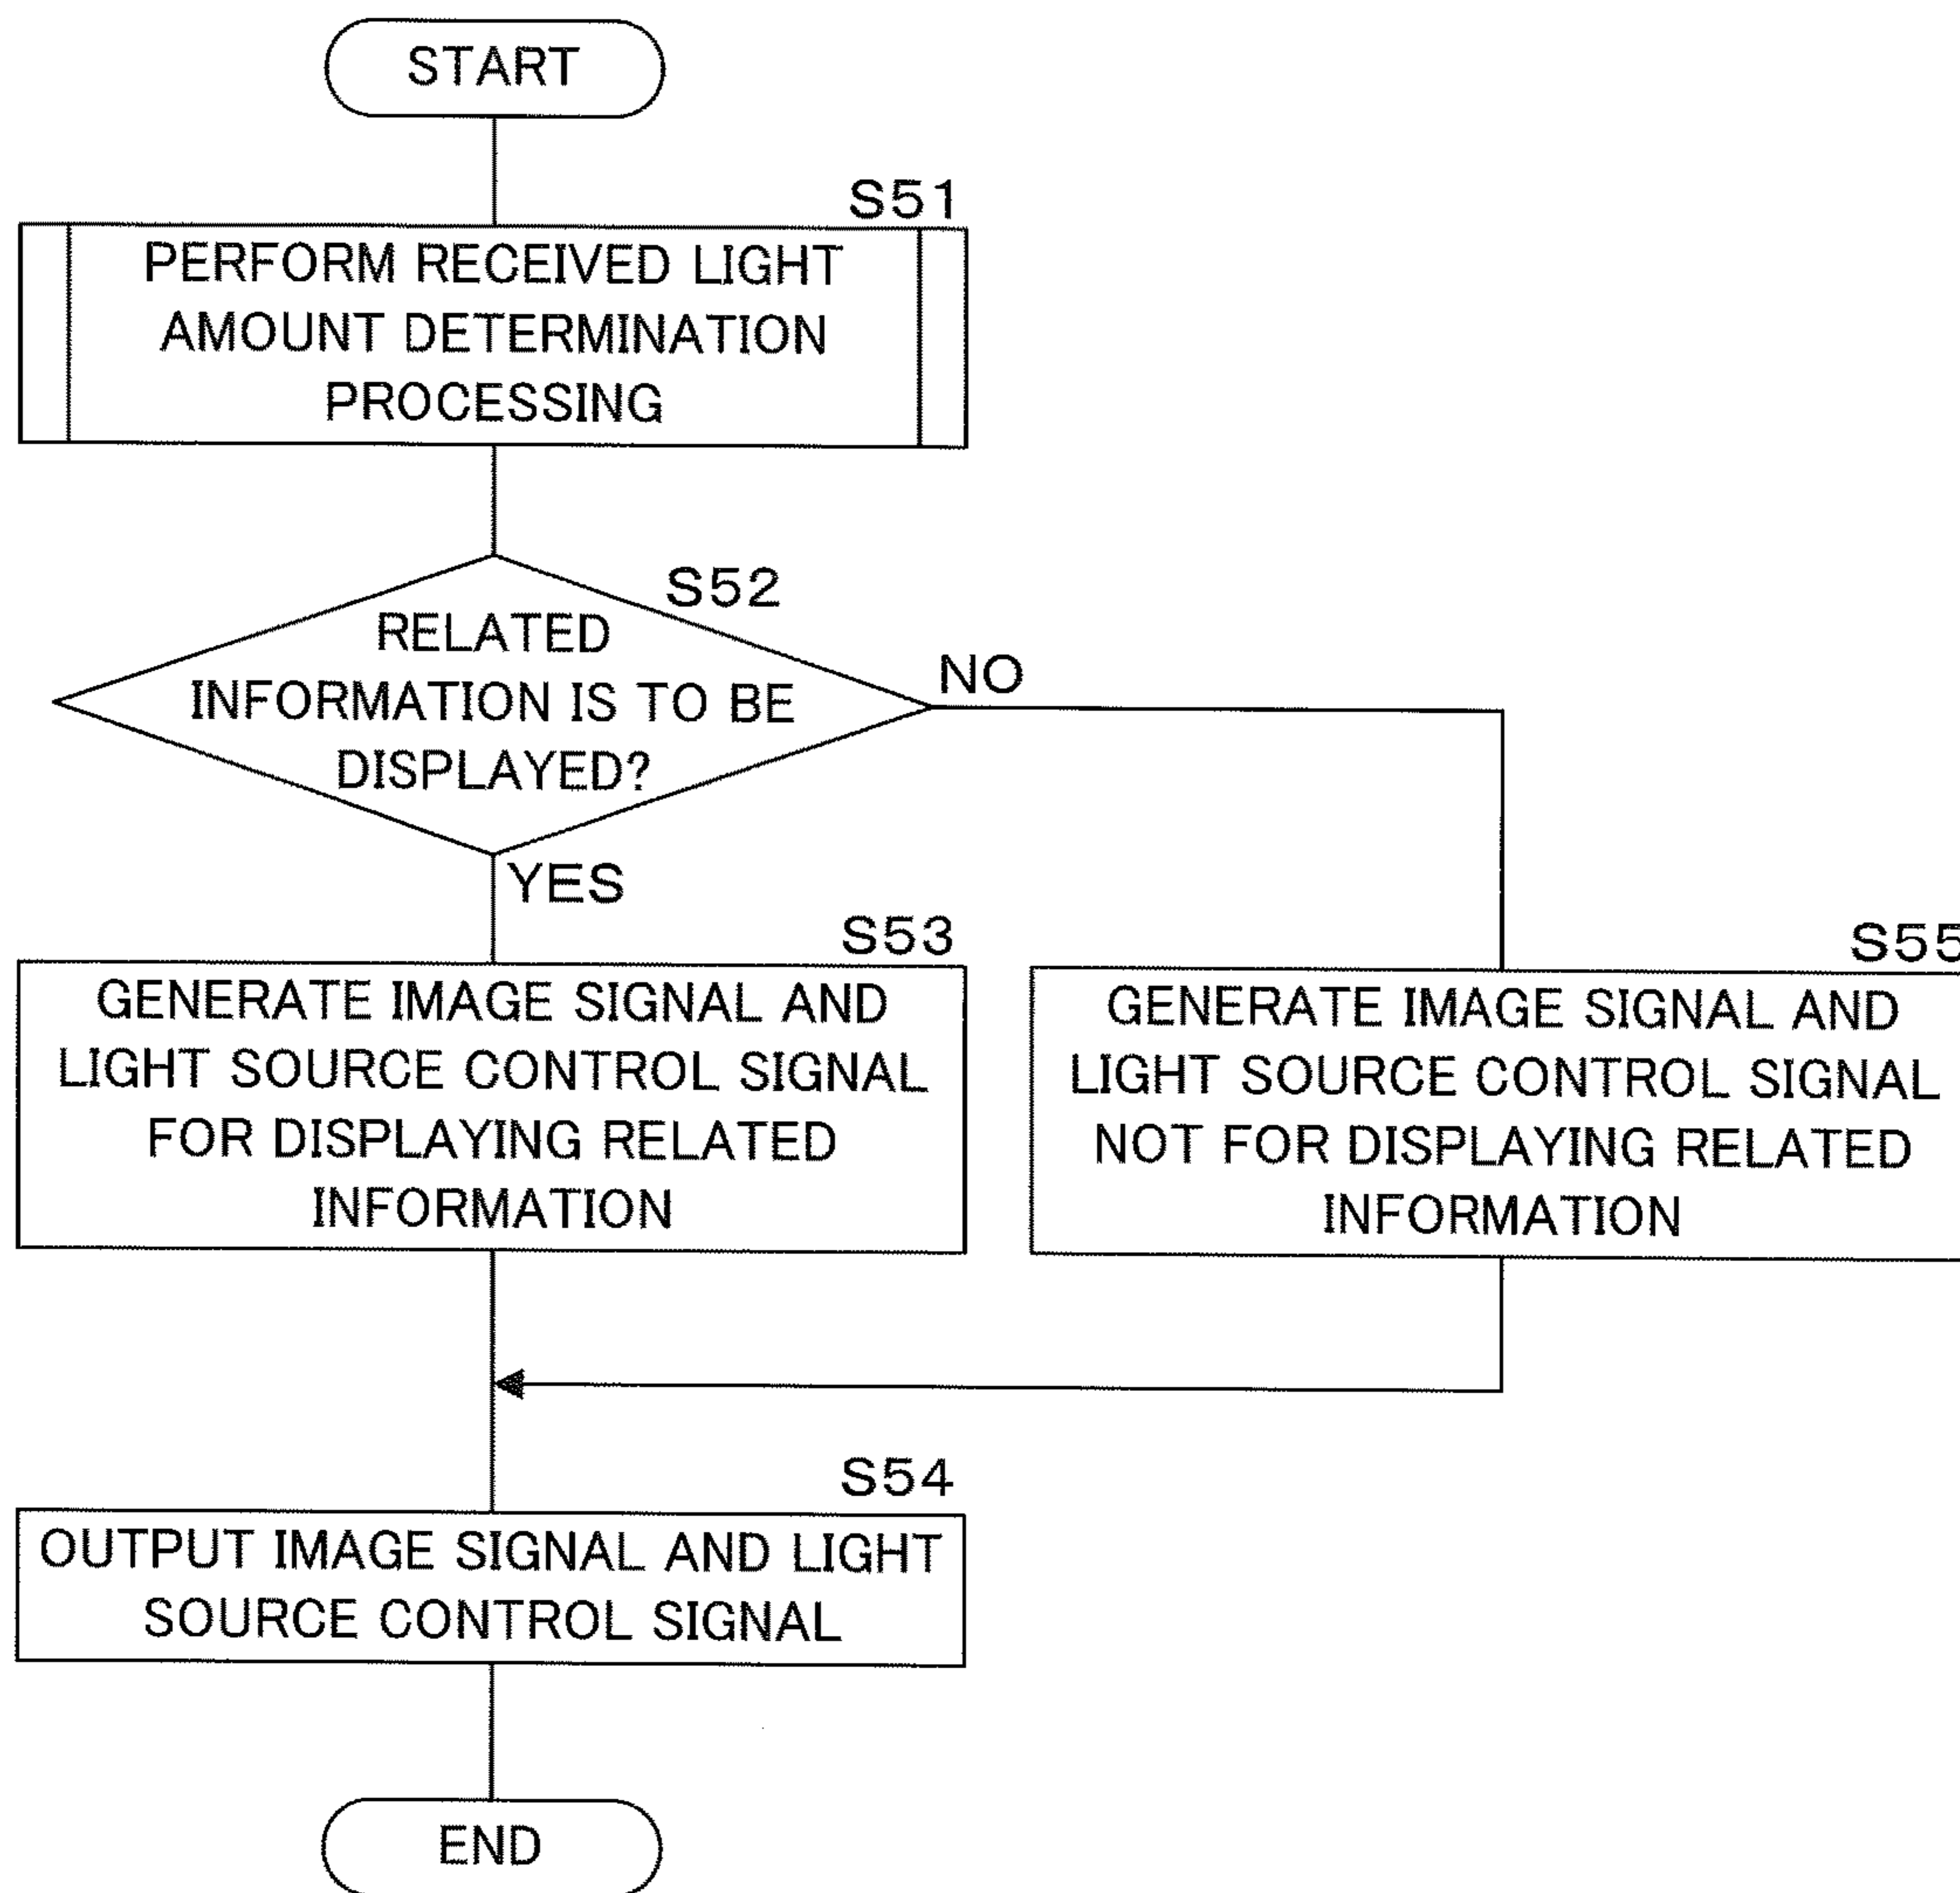 START
S51
PERFORM RECEIVED LIGHT
AMOUNT DETERMINATION
PROCESSING
S52
RELATED
INFORMATION IS TO BE
DISPLAYED?
NO
YES
S53
GENERATE IMAGE SIGNAL AND
LIGHT SOURCE CONTROL SIGNAL
FOR DISPLAYING RELATED
INFORMATION
S55
GENERATE IMAGE SIGNAL AND
LIGHT SOURCE CONTROL SIGNAL
NOT FOR DISPLAYING RELATED
INFORMATION
S54
OUTPUT IMAGE SIGNAL AND LIGHT
SOURCE CONTROL SIGNAL
END